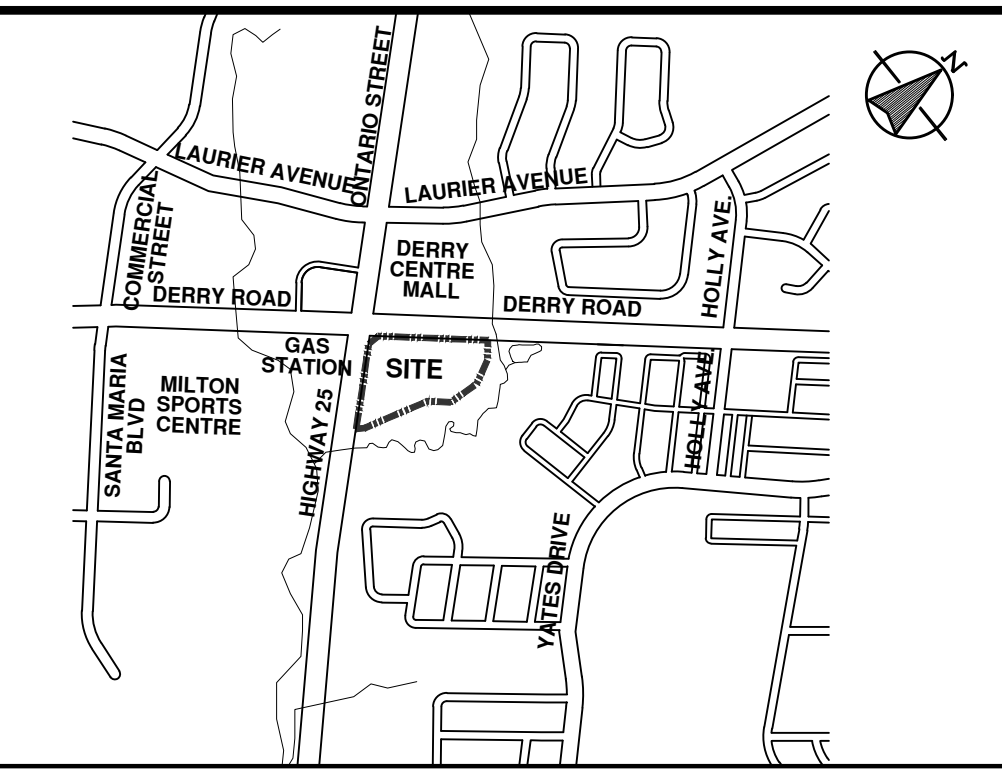 ONTARIO STREET
N
LAURIER AVENUE
LAURIER AVENUE
COMMERCIAL
STREET
HOLLY AVE.
DERRY
CENTRE
MALL
DERRY ROAD
DERRY ROAD
GAS
STATION
SITE
HOLLY AVE.
SANTA MARIA
BLVD
MILTON
SPORTS
CENTRE
HIGHWAY 25
YATES DRIVE